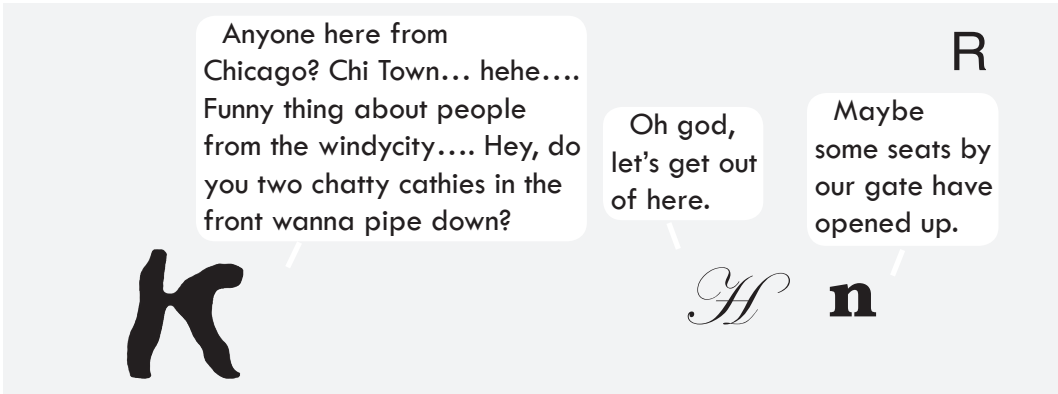 Anyone here from
Chicago? Chi Town... hehe....
Funny thing about people
from the windycity.... Hey, do
you two chatty cathies in the
front wanna pipe down?
Oh god,
let's get out
of here.
Maybe
some seats by
our gate have
opened up.
R
K
H
n